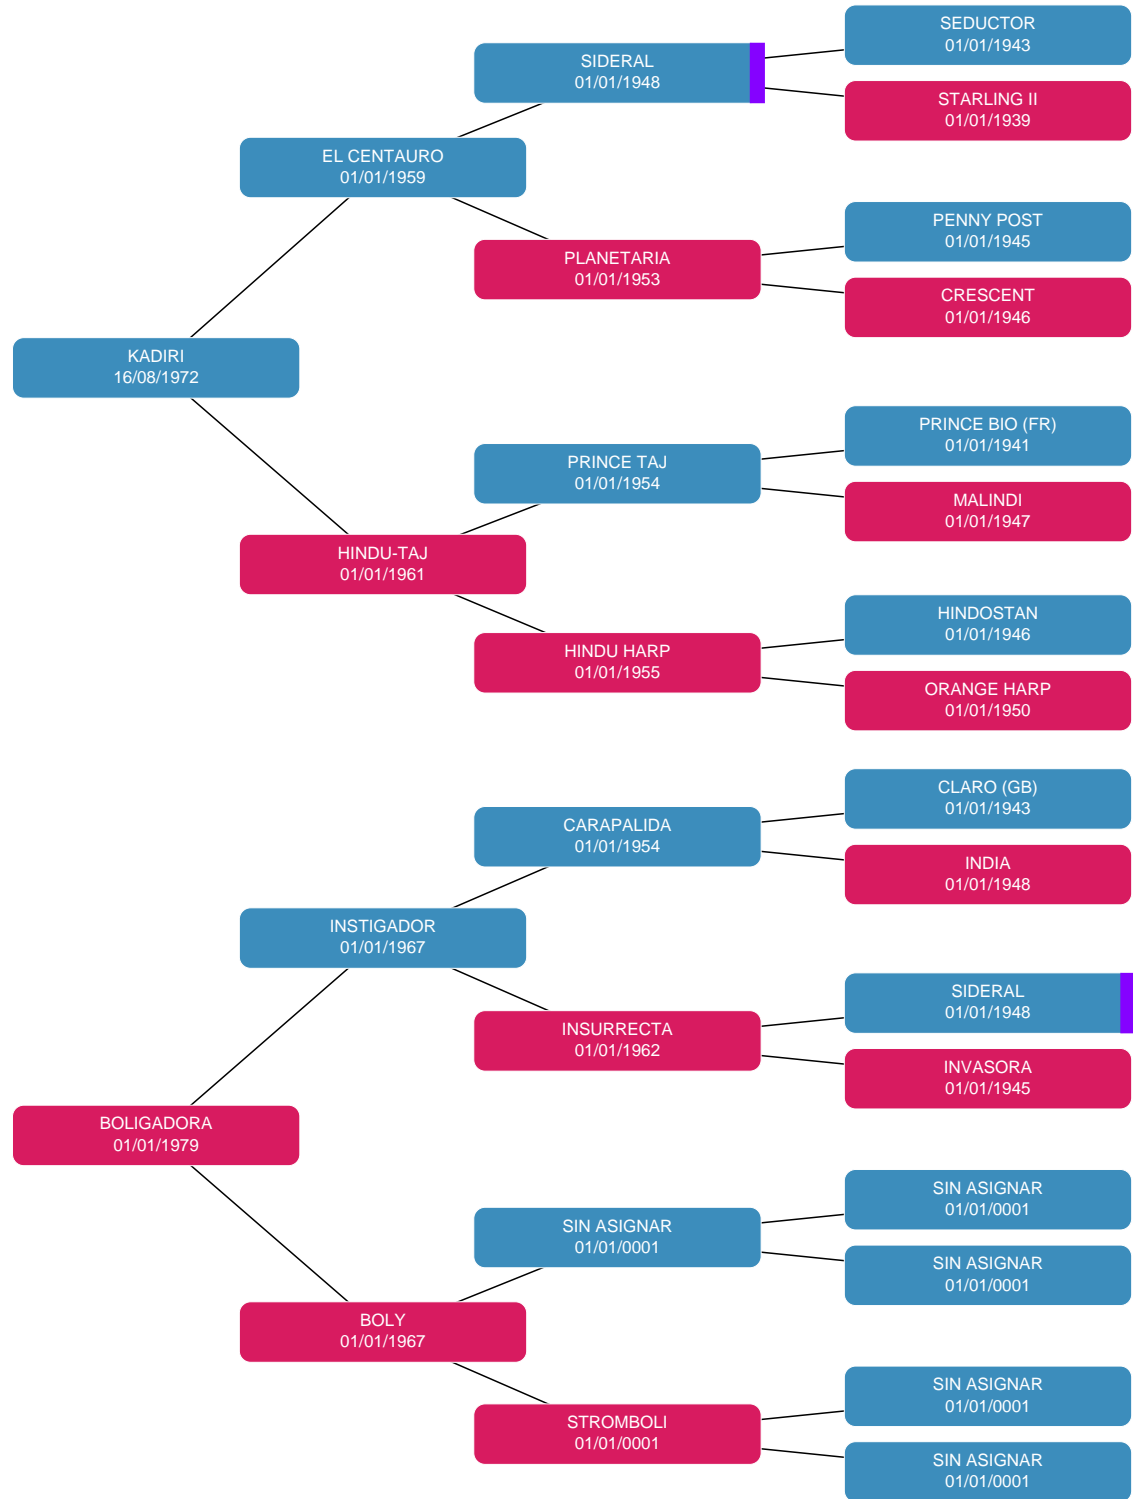 SEDUCTOR
01/01/1943
SIDERAL
01/01/1948
STARLING II
01/01/1939
EL CENTAURO
01/01/1959
PENNY POST
01/01/1945
PLANETARIA
01/01/1953
CRESCENT
01/01/1946
KADIRI
16/08/1972
PRINCE BIO (FR)
01/01/1941
PRINCE TAJ
01/01/1954
MALINDI
01/01/1947
HINDU-TAJ
01/01/1961
HINDOSTAN
01/01/1946
HINDU HARP
01/01/1955
ORANGE HARP
01/01/1950
CLARO (GB)
01/01/1943
CARAPALIDA
01/01/1954
INDIA
01/01/1948
INSTIGADOR
01/01/1967
SIDERAL
01/01/1948
INSURRECTA
01/01/1962
INVASORA
01/01/1945
BOLIGADORA
01/01/1979
SIN ASIGNAR
01/01/0001
SIN ASIGNAR
01/01/0001
SIN ASIGNAR
01/01/0001
BOLY
01/01/1967
SIN ASIGNAR
01/01/0001
STROMBOLI
01/01/0001
SIN ASIGNAR
01/01/0001